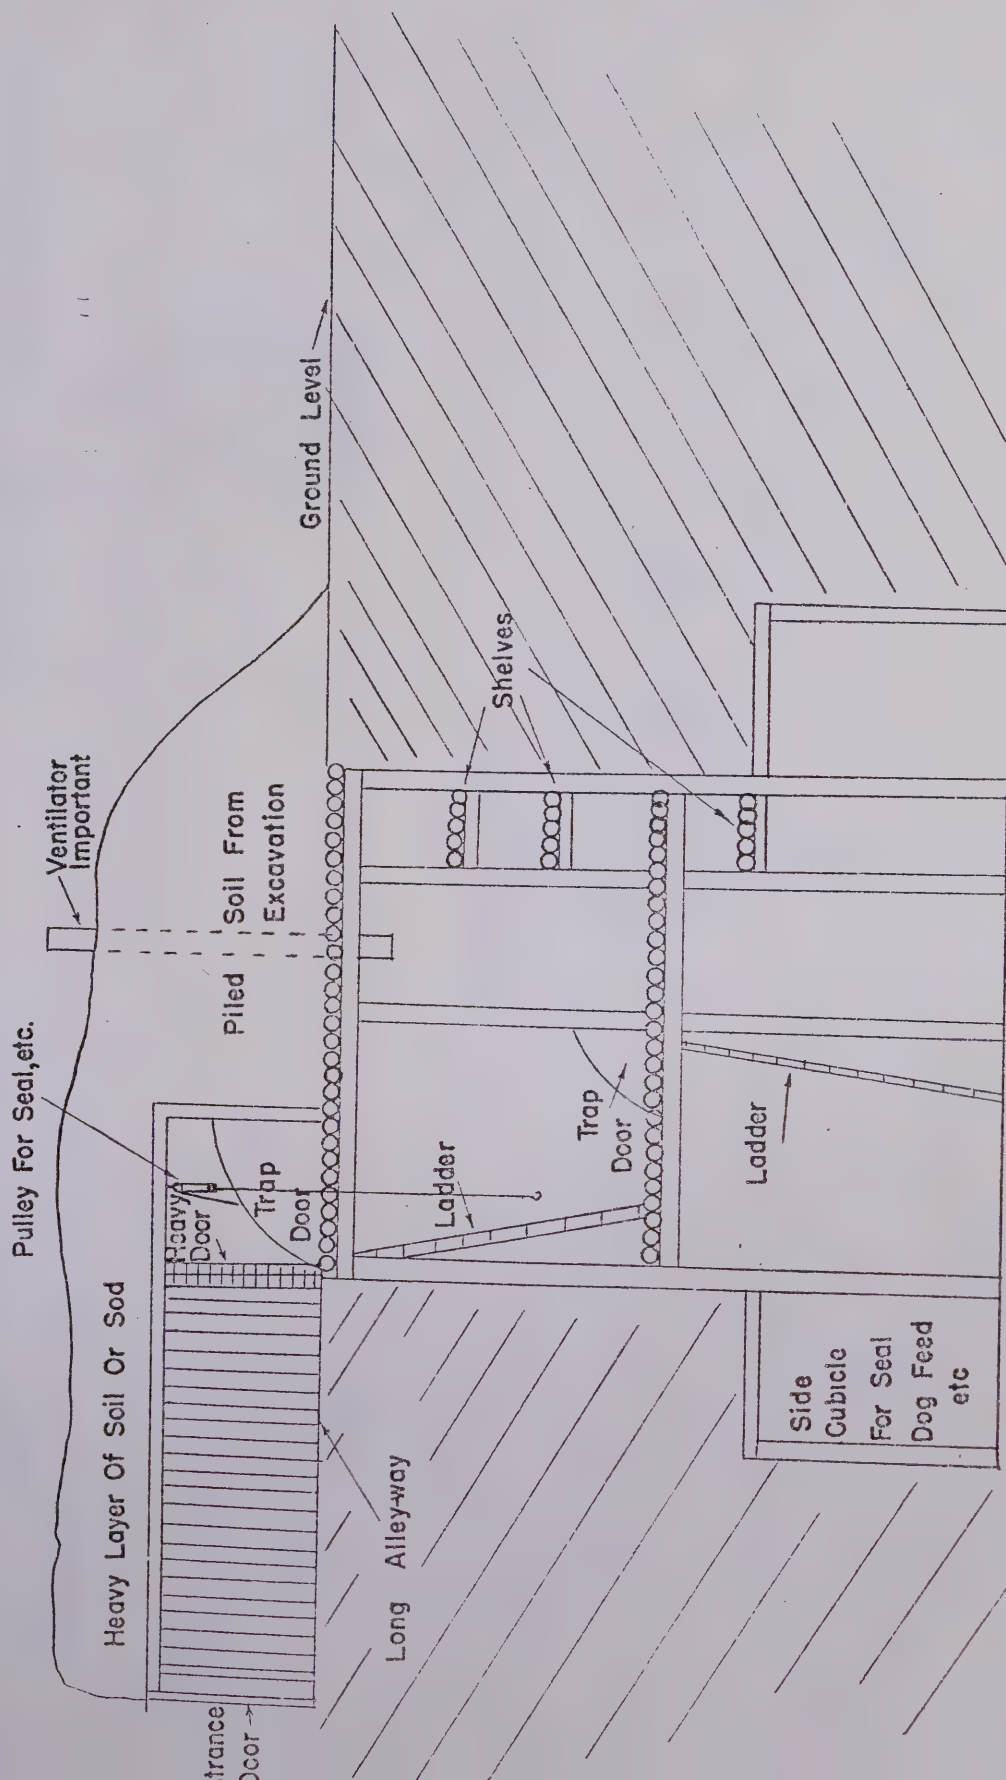 Pulley For Seal,etc.
Ventilator
Important
Heavy Layer Of Soil Or Sod
Heavy
Door
trance
Door
Trap
Door
Piled Soil From
Excavation
Ground Level
Long Alley-way
Ladder
Shelves
Trap
Door
Ladder
Side
Cubicle
For Seal
Dog Feed
etc